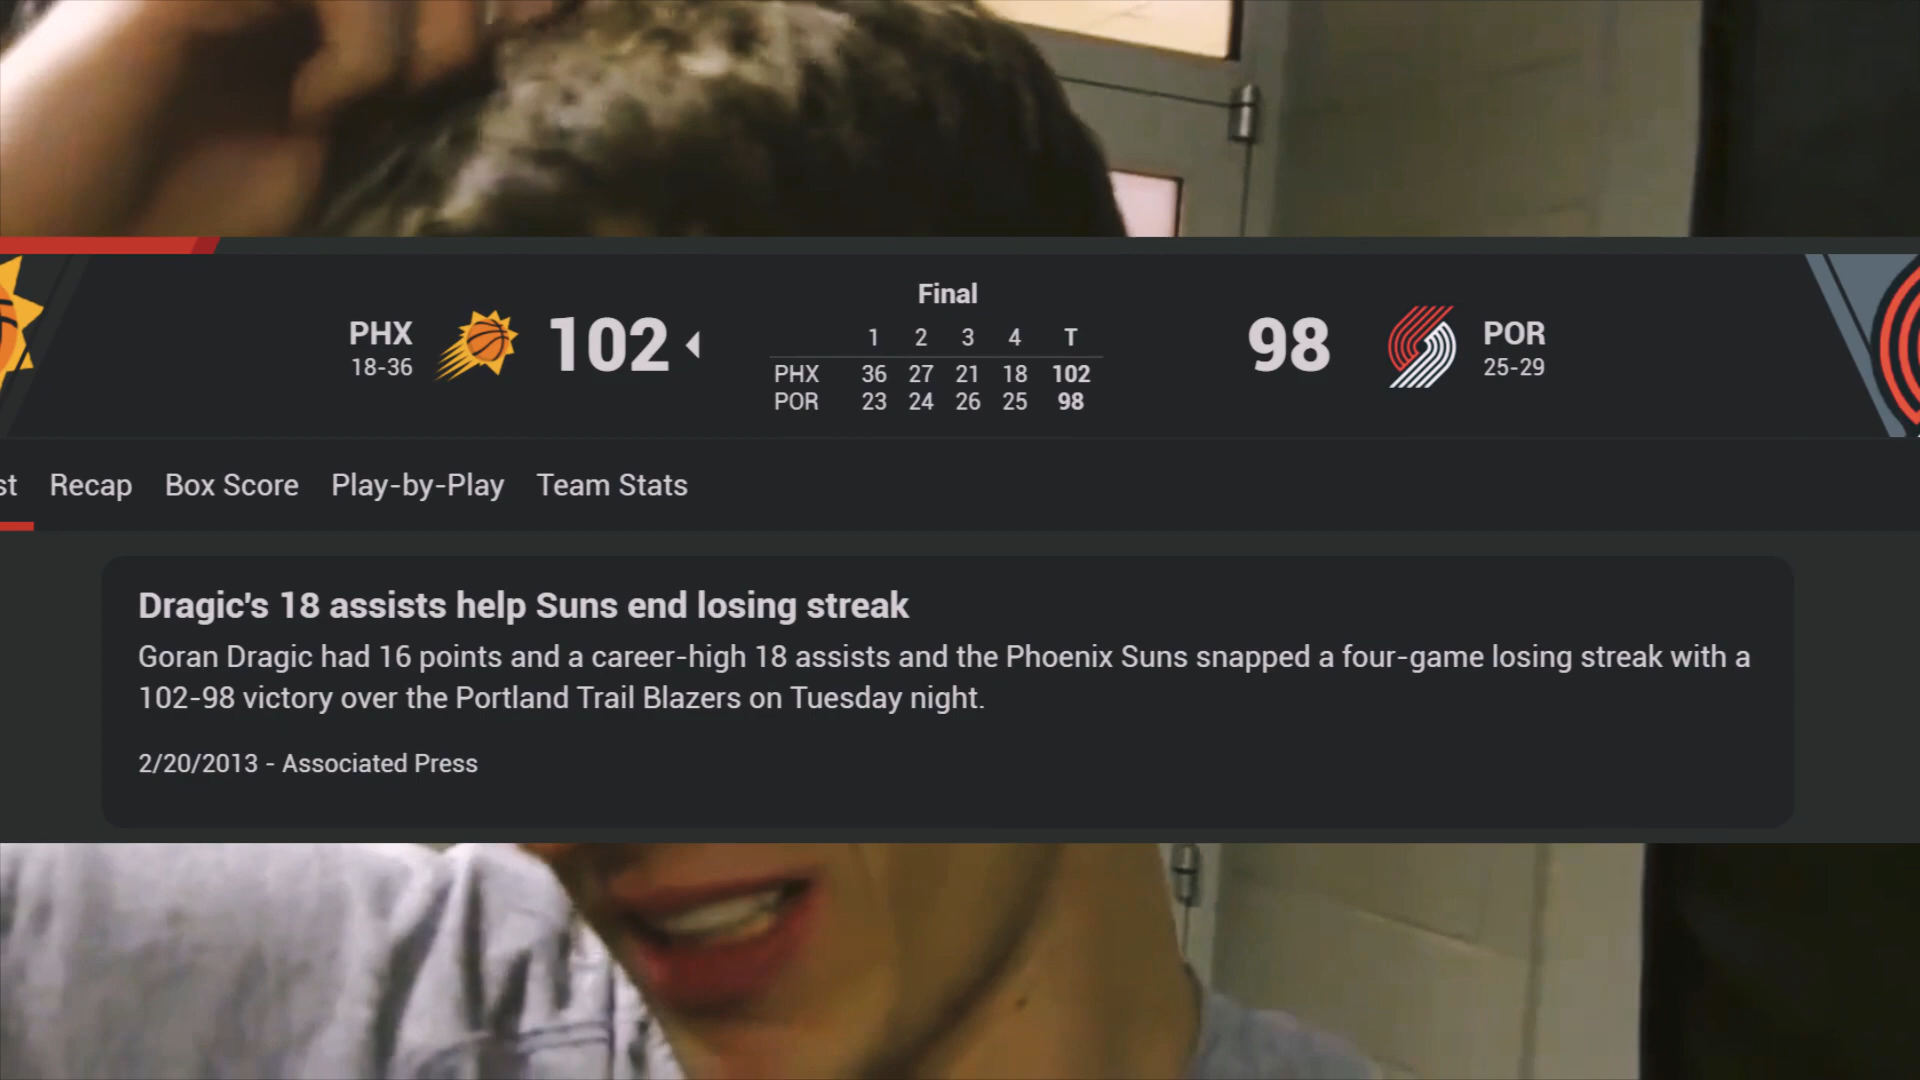 Final
PHX
18-36
102
1 2 3 4 T
PHX 36 27 21 18 102
POR 23 24 26 25 98
98
POR
25-29
st Recap Box Score Play-by-Play Team Stats
Dragic's 18 assists help Suns end losing streak
Goran Dragic had 16 points and a career-high 18 assists and the Phoenix Suns snapped a four-game losing streak with a
102-98 victory over the Portland Trail Blazers on Tuesday night.
2/20/2013 - Associated Press